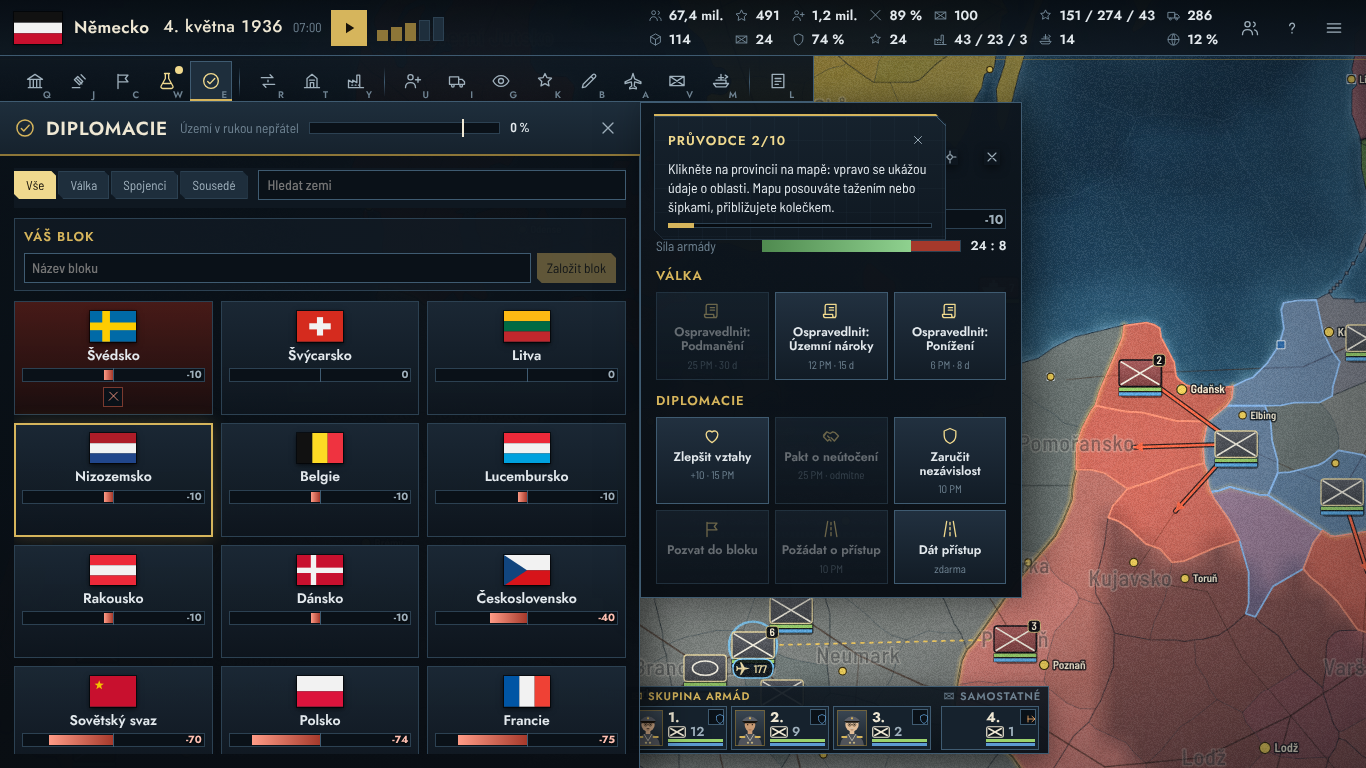 Německo 4. května 1936 07:00
67,4 mil. 491 1,2 mil. 89 % 100 151 / 274 / 43 286
114 24 74 % 24 43 / 23 / 3 14 12 %
?
Q J C W E R T Y U I G K B A V M L
DIPLOMACIE Území v rukou nepřátel 0 %
Vše Válka Spojenci Sousedé Hledat zemi
VÁŠ BLOK
Název bloku Založit blok
Švédsko Švýcarsko Litva
-10 0 0
Nizozemsko Belgie Lucembursko
-10 -10 -10
Rakousko Dánsko Československo
-10 -10 -40
Sovětský svaz Polsko Francie
-70 -74 -75
PRŮVODCE 2/10
Klikněte na provincii na mapě: vpravo se ukážou
údaje o oblasti. Mapu posouváte tažením nebo
šipkami, přibližujete kolečkem.
-10
Síla armády 24 : 8
VÁLKA
Ospravedlnit: Podmanění
25 PM · 30 d
Ospravedlnit: Územní nároky
12 PM · 15 d
Ospravedlnit: Ponížení
6 PM · 8 d
DIPLOMACIE
Zlepšit vztahy
+10 · 15 PM
Pakt o neútočení
25 PM · odmítne
Zaručit nezávislost
10 PM
Pozvat do bloku
Požádat o přístup
10 PM
Dát přístup
zdarma
2
Gdaňsk
Elbing
Pomořansko
Kujavsko
Toruň
3
Poznaň
6
177
Neumark
Lodž
Lodž
SKUPINA ARMÁD SAMOSTATNÉ
1. 12
2. 9
3. 2
4. 1